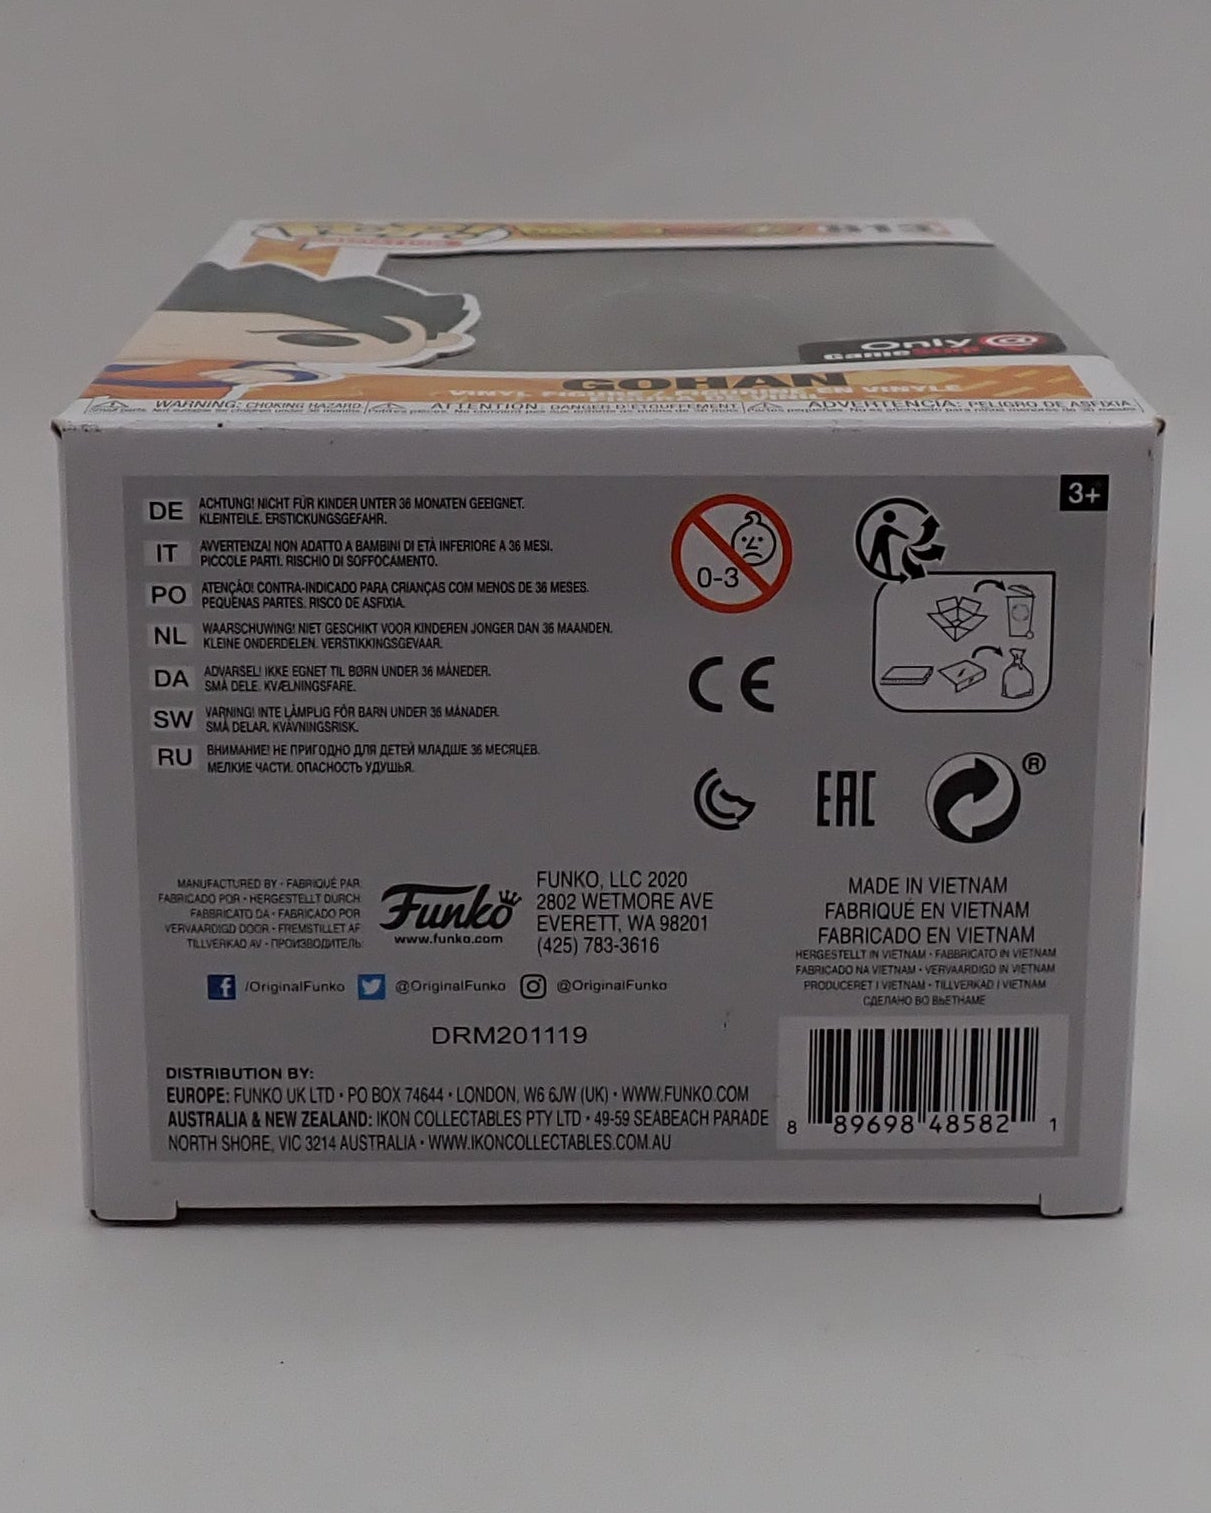 813
Only
GameStop
GOHAN
WARNING: CHOKING HAZARD.
ATTENTION: DANGER D'ÉTOUFFEMENT
ADVERTENCIA: PELIGRO DE ASFIXIA
3+
DE ACHTUNG! NICHT FÜR KINDER UNTER 36 MONATEN GEEIGNET.
KLEINTEILE. ERSTICKUNGSGEFAHR.
IT AVVERTENZA! NON ADATTO A BAMBINI DI ETÀ INFERIORE A 36 MESI.
PICCOLE PARTI. RISCHIO DI SOFFOCAMENTO.
PO ATENÇÃO! CONTRA-INDICADO PARA CRIANÇAS COM MENOS DE 36 MESES.
PEQUENAS PARTES. RISCO DE ASFIXIA.
NL WAARSCHUWING! NIET GESCHIKT VOOR KINDEREN JONGER DAN 36 MAANDEN.
KLEINE ONDERDELEN. VERSTIKKINGSGEVAAR.
DA ADVARSEL! IKKE EGNET TIL BØRN UNDER 36 MÅNEDER.
SMÅ DELE. KVÆLNINGSFARE.
SW VARNING! INTE LÄMPLIG FÖR BARN UNDER 36 MÅNADER.
SMÅ DELAR. KVÄVNINGSRISK.
RU ВНИМАНИЕ! НЕ ПРИГОДНО ДЛЯ ДЕТЕЙ МЛАДШЕ 36 МЕСЯЦЕВ.
МЕЛКИЕ ЧАСТИ. ОПАСНОСТЬ УДУШЬЯ.
0-3
CE
EAC
®
MANUFACTURED BY • FABRIQUÉ PAR:
FABRICADO POR • HERGESTELLT DURCH
FABBRICATO DA • FABRICADO POR
VERVAARDIGD DOOR • FREMSTILLET AF
TILLVERKAD AV • ПРОИЗВОДИТЕЛЬ:
Funko
www.funko.com
FUNKO, LLC 2020
2802 WETMORE AVE
EVERETT, WA 98201
(425) 783-3616
/OriginalFunko @OriginalFunko @OriginalFunko
DRM201119
MADE IN VIETNAM
FABRIQUÉ EN VIETNAM
FABRICADO EN VIETNAM
HERGESTELLT IN VIETNAM • FABBRICATO IN VIETNAM
FABRICADO NA VIETNAM • VERVAARDIGD IN VIETNAM
PRODUCERET I VIETNAM • TILLVERKAD I VIETNAM
СДЕЛАНО ВО ВЬЕТНАМЕ
DISTRIBUTION BY:
EUROPE: FUNKO UK LTD • PO BOX 74644 • LONDON, W6 6JW (UK) • WWW.FUNKO.COM
AUSTRALIA & NEW ZEALAND: IKON COLLECTABLES PTY LTD • 49-59 SEABEACH PARADE
NORTH SHORE, VIC 3214 AUSTRALIA • WWW.IKONCOLLECTABLES.COM.AU
8 89698 48582 1